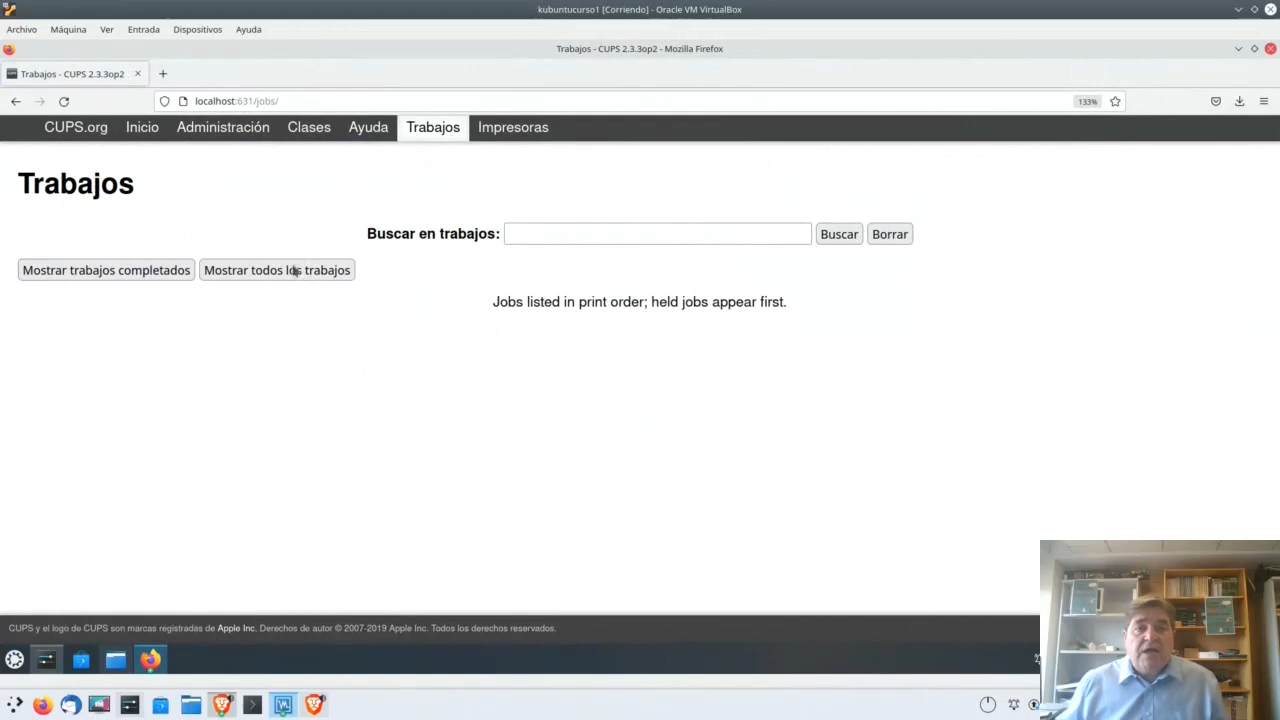 kubuntucurso1 [Corriendo] - Oracle VM VirtualBox
Archivo Máquina Ver Entrada Dispositivos Ayuda
Trabajos - CUPS 2.3.3op2 - Mozilla Firefox
Trabajos - CUPS 2.3.3op2
localhost:631/jobs/
133%
CUPS.org Inicio Administración Clases Ayuda Trabajos Impresoras
Trabajos
Buscar en trabajos: Buscar Borrar
Mostrar trabajos completados Mostrar todos los trabajos
Jobs listed in print order; held jobs appear first.
CUPS y el logo de CUPS son marcas registradas de Apple Inc. Derechos de autor © 2007-2019 Apple Inc. Todos los derechos reservados.